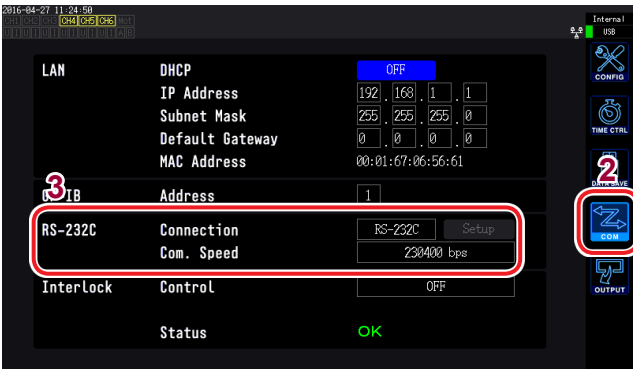 2016-04-27 11:24:50
CH1 CH2 CH3 CH4 CH5 CH6 Mot
U I U I U I U I U I U I A B
Internal
USB
LAN DHCP OFF
IP Address 192 . 168 . 1 . 1
Subnet Mask 255 . 255 . 255 . 0
Default Gateway 0 . 0 . 0 . 0
MAC Address 00:01:67:06:56:61
3
IB Address 1
RS-232C Connection RS-232C Setup
Com. Speed 230400 bps
Interlock Control OFF
Status OK
CONFIG
TIME CTRL
2
DATA SAVE
COM
OUTPUT